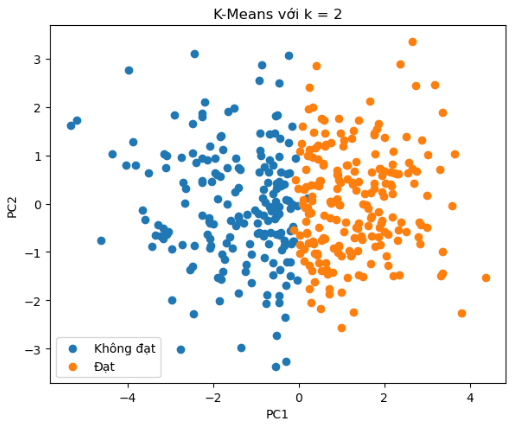 K-Means với k = 2
PC2
3
2
1
0
−1
−2
−3
Không đạt
Đạt
−4
−2
0
2
4
PC1